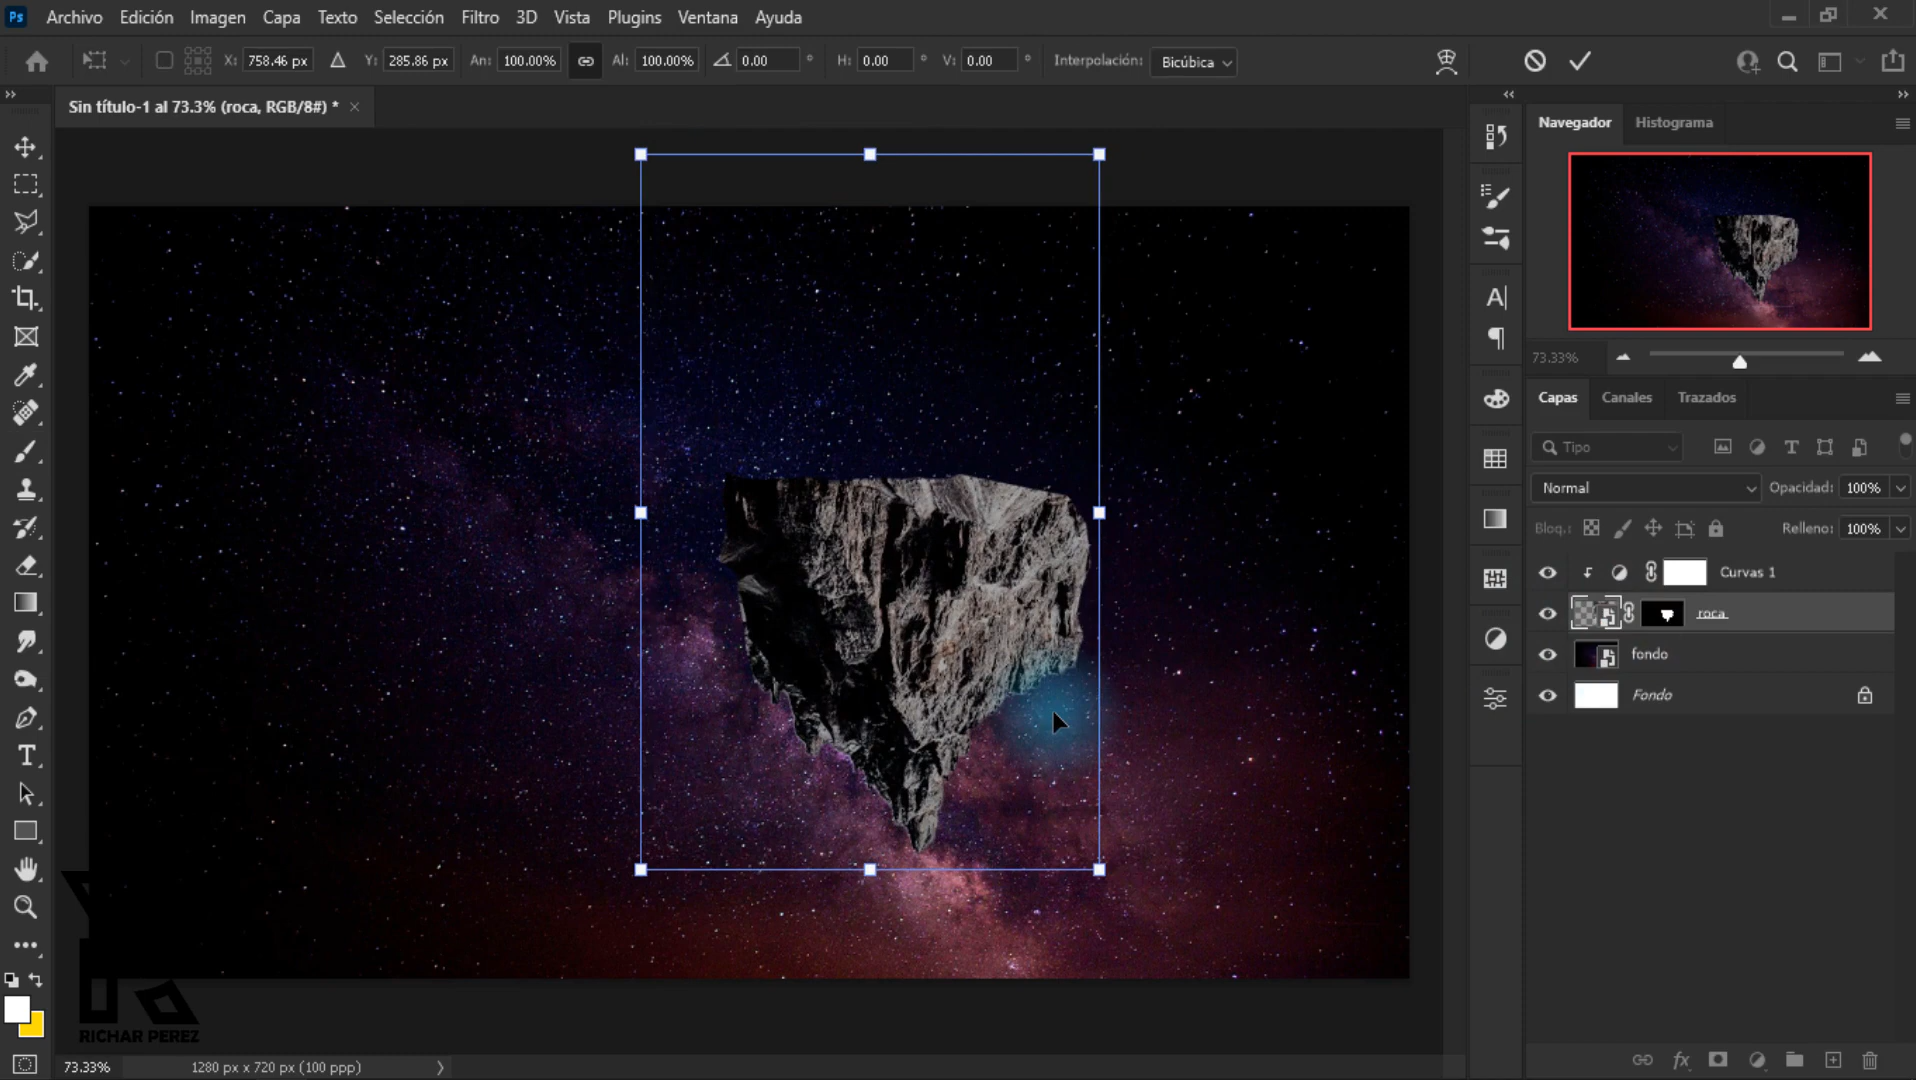 Ps Archivo Edición Imagen Capa Texto Selección Filtro 3D Vista Plugins Ventana Ayuda
X: 758.46 px Y: 285.86 px An: 100.00% Al: 100.00% 0.00 ° H: 0.00 ° V: 0.00 ° Interpolación: Bicúbica
Sin título-1 al 73.3% (roca, RGB/8#) *
Navegador Histograma
73.33%
Capas Canales Trazados
Tipo
Normal Opacidad: 100%
Bloq.: Relleno: 100%
Curvas 1
roca
fondo
Fondo
RICHAR PEREZ
73.33% 1280 px x 720 px (100 ppp)